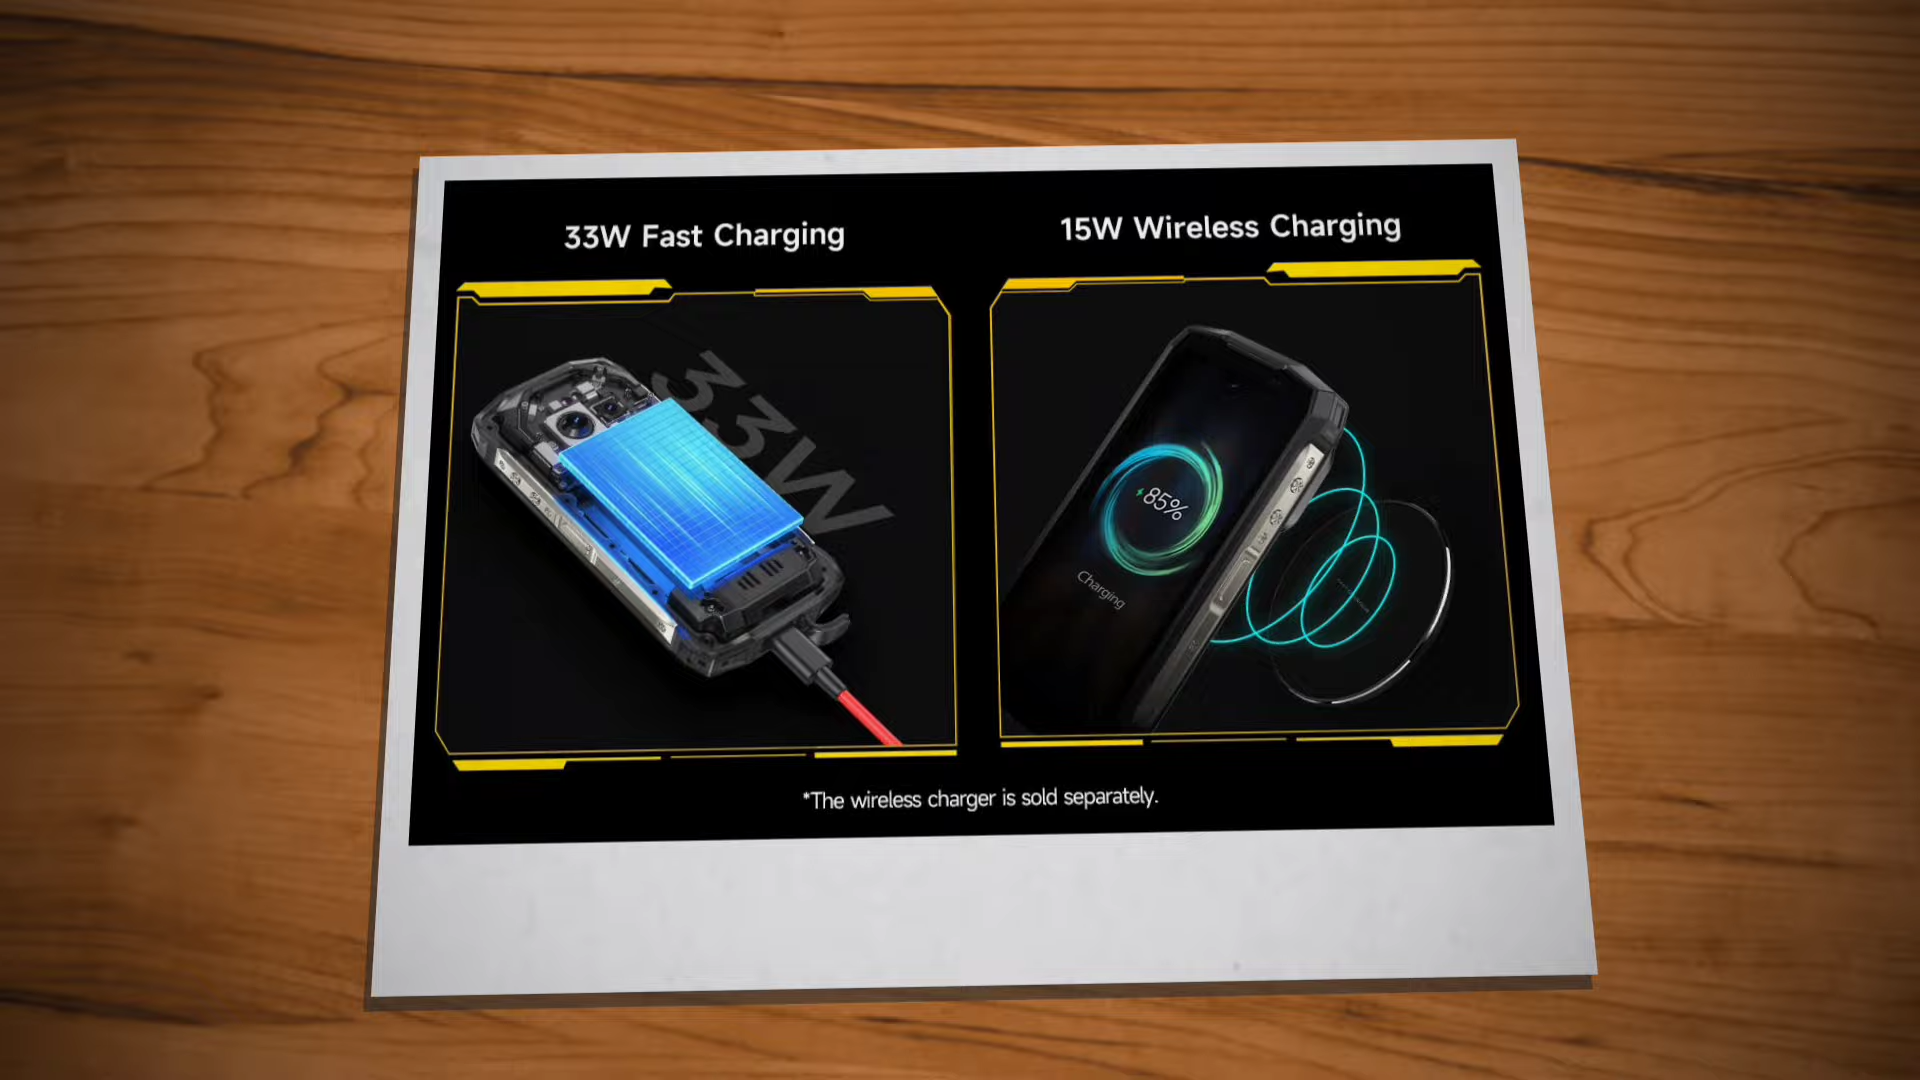 33W Fast Charging
15W Wireless Charging
33W
85%
Charging
*The wireless charger is sold separately.